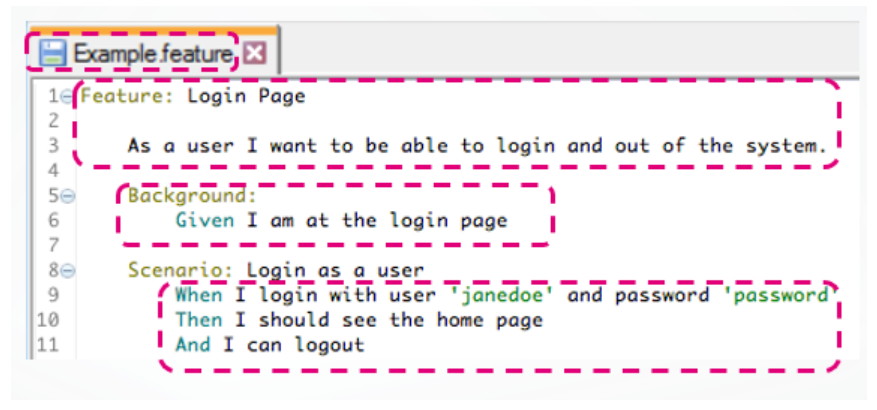 Example.feature
1 Feature: Login Page
2
3 As a user I want to be able to login and out of the system.
4
5 Background:
6 Given I am at the login page
7
8 Scenario: Login as a user
9 When I login with user 'janedoe' and password 'password'
10 Then I should see the home page
11 And I can logout